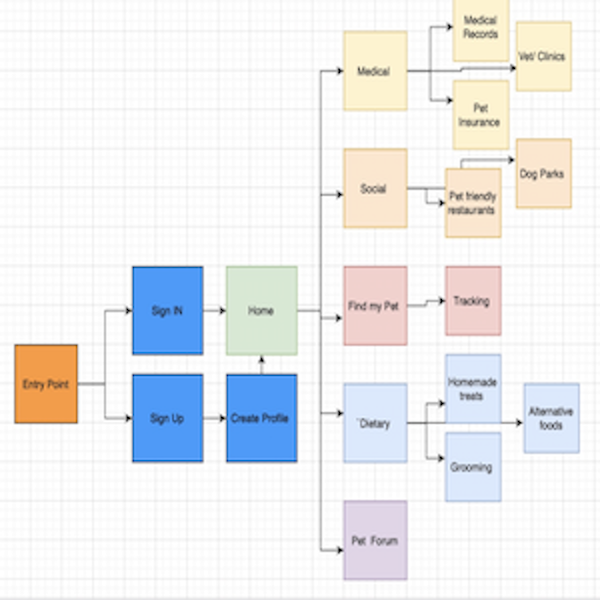 Medical
Records
Vet/ Clinics
Medical
Pet
Insurance
Dog Parks
Social
Pet friendly
restaurants
Sign IN
Home
Find my Pet
Tracking
Entry Point
Homemade
treats
Sign Up
Create Profile
`Dietary
Alternative
foods
Grooming
Pet Forum